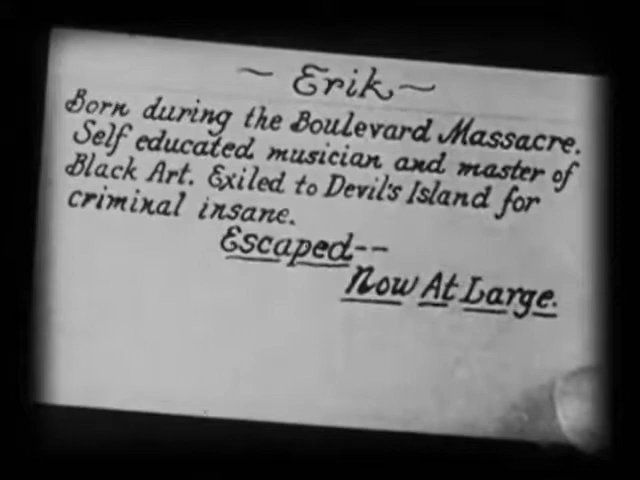 ~ Erik ~
Born during the Boulevard Massacre.
Self educated musician and master of
Black Art. Exiled to Devil's Island for
criminal insane.
Escaped--
Now At Large.